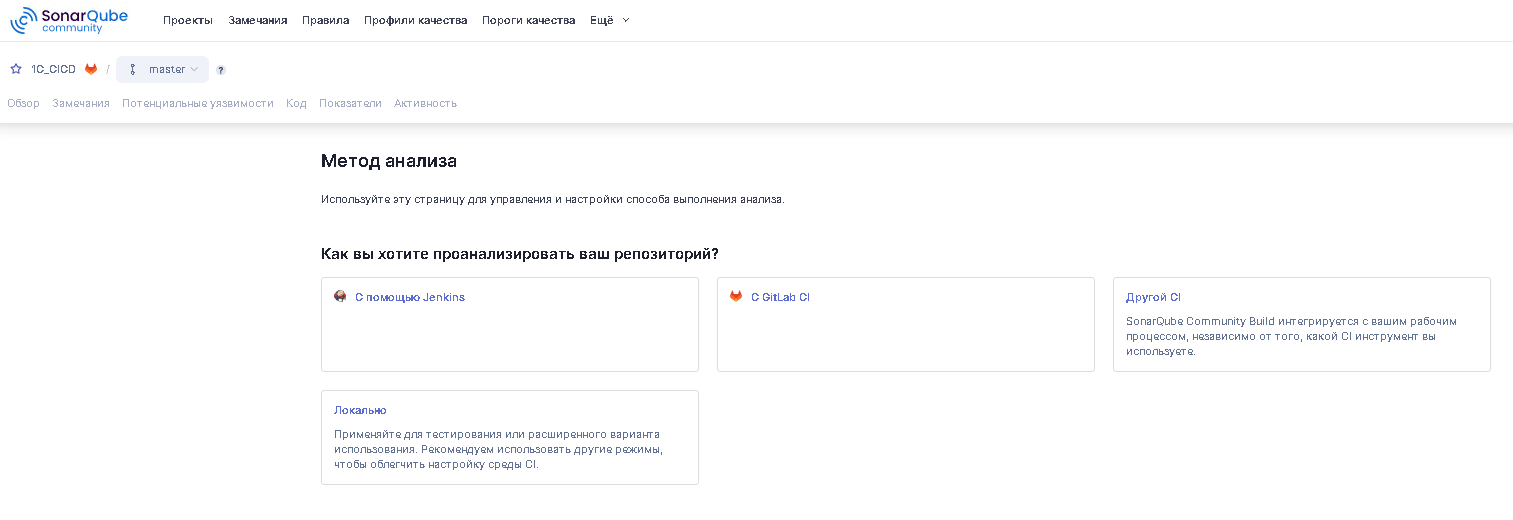 SonarQube
community
Проекты Замечания Правила Профили качества Пороги качества Ещё
1C_CICD / master ?
Обзор Замечания Потенциальные уязвимости Код Показатели Активность
Метод анализа
Используйте эту страницу для управления и настройки способа выполнения анализа.
Как вы хотите проанализировать ваш репозиторий?
С помощью Jenkins
С GitLab CI
Другой CI
SonarQube Community Build интегрируется с вашим рабочим
процессом, независимо от того, какой CI инструмент вы
используете.
Локально
Применяйте для тестирования или расширенного варианта
использования. Рекомендуем использовать другие режимы,
чтобы облегчить настройку среды CI.